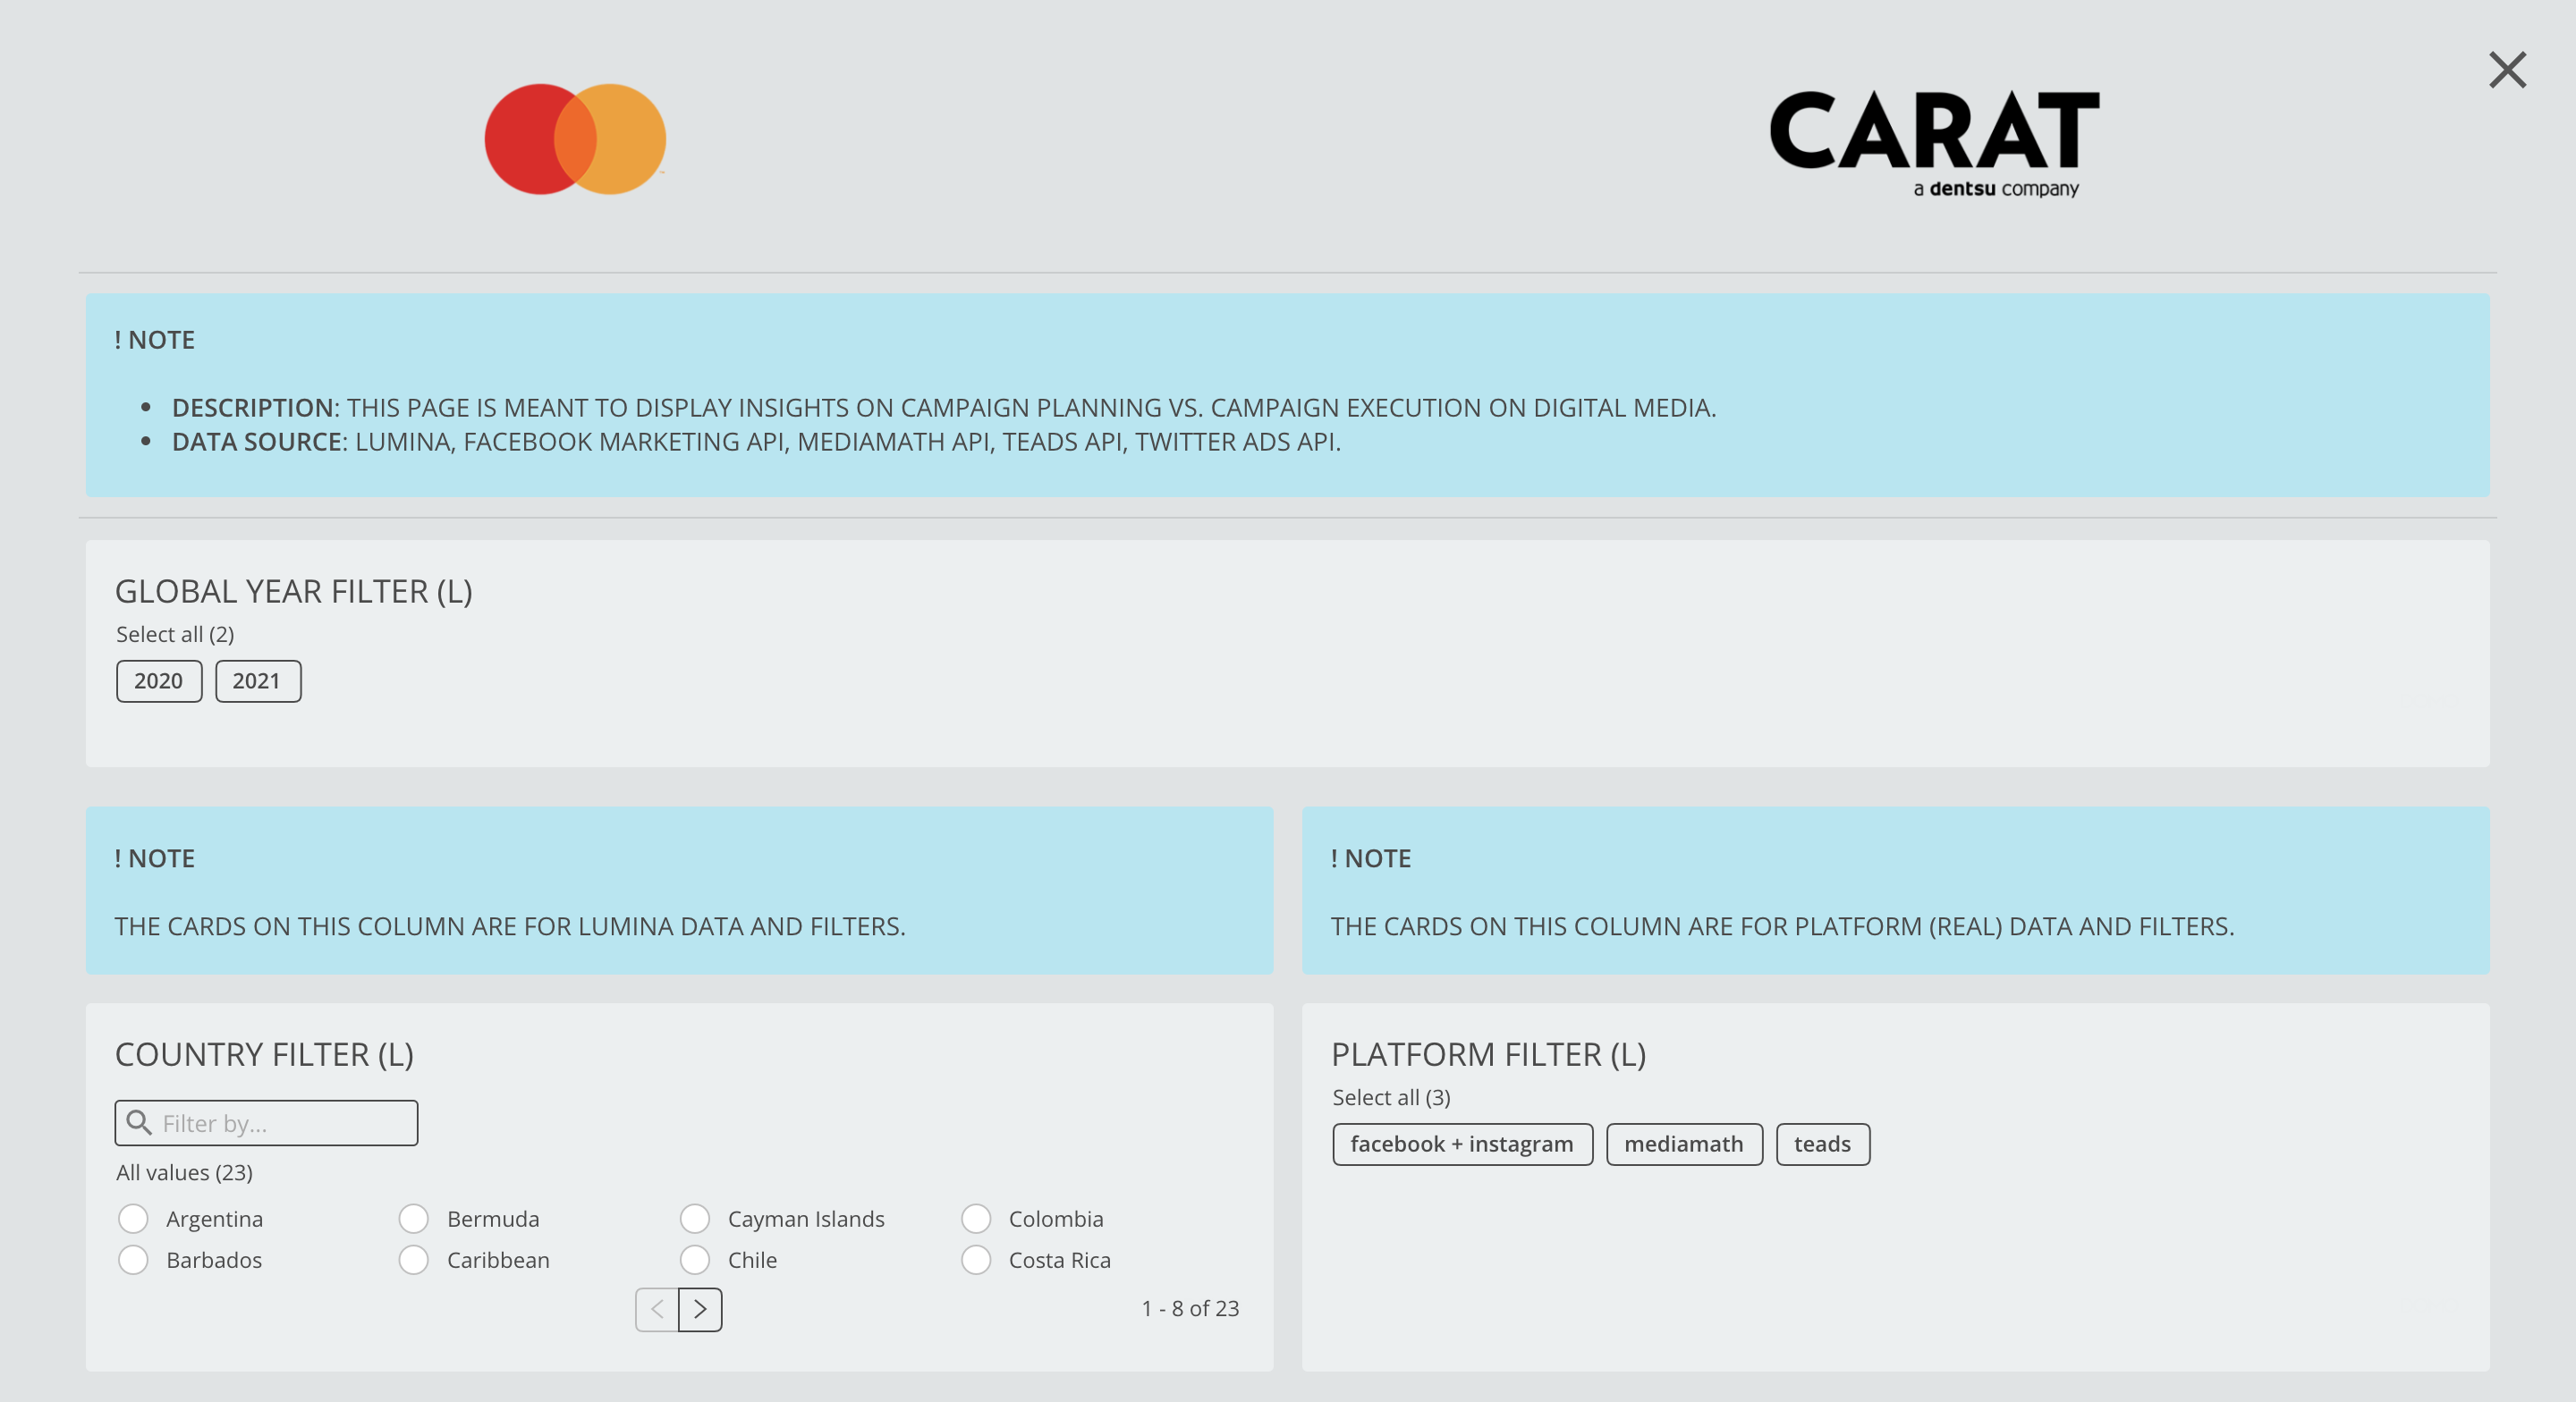 CARAT
a dentsu company
! NOTE
• DESCRIPTION: THIS PAGE IS MEANT TO DISPLAY INSIGHTS ON CAMPAIGN PLANNING VS. CAMPAIGN EXECUTION ON DIGITAL MEDIA.
• DATA SOURCE: LUMINA, FACEBOOK MARKETING API, MEDIAMATH API, TEADS API, TWITTER ADS API.
GLOBAL YEAR FILTER (L)
Select all (2)
2020 2021
! NOTE
THE CARDS ON THIS COLUMN ARE FOR LUMINA DATA AND FILTERS.
! NOTE
THE CARDS ON THIS COLUMN ARE FOR PLATFORM (REAL) DATA AND FILTERS.
COUNTRY FILTER (L)
Filter by...
All values (23)
Argentina Bermuda Cayman Islands Colombia
Barbados Caribbean Chile Costa Rica
1 - 8 of 23
PLATFORM FILTER (L)
Select all (3)
facebook + instagram mediamath teads